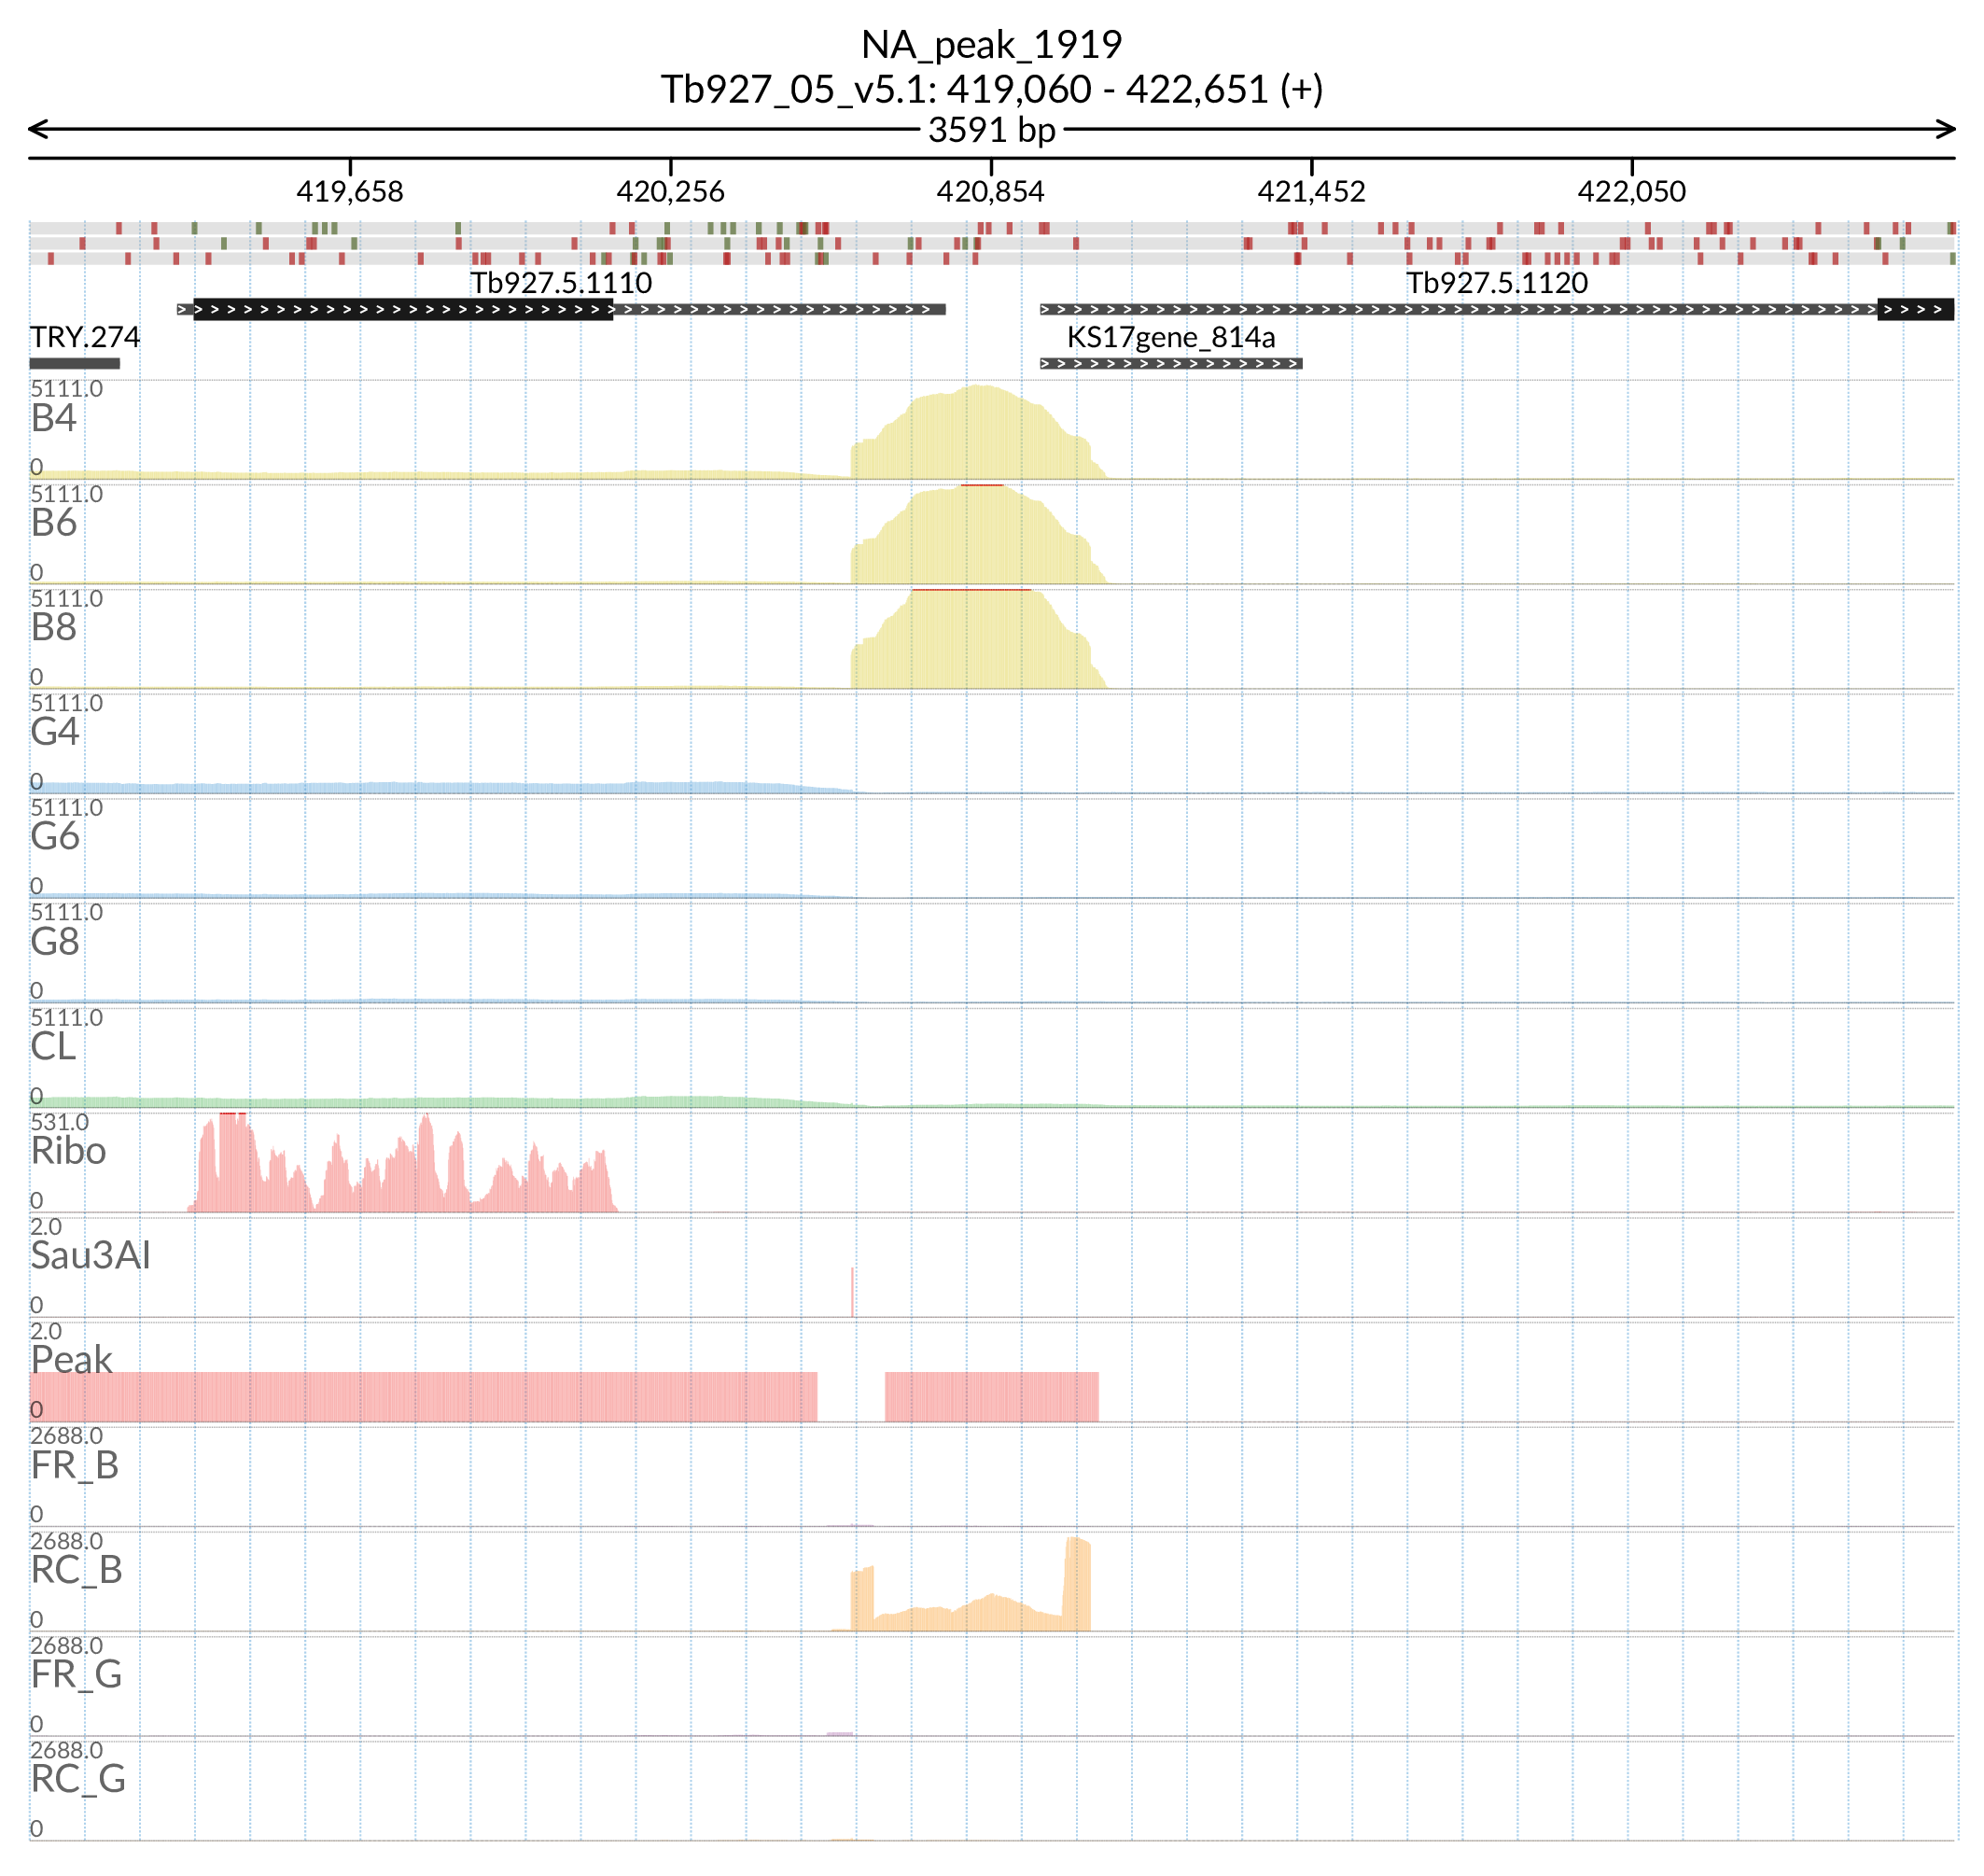 NA_peak_1919
Tb927_05_v5.1: 419,060 - 422,651 (+)
3591 bp
419,658 420,256 420,854 421,452 422,050
Tb927.5.1110 Tb927.5.1120
TRY.274 KS17gene_814a
5111.0
B4
0
5111.0
B6
0
5111.0
B8
0
5111.0
G4
0
5111.0
G6
0
5111.0
G8
0
5111.0
CL
0
531.0
Ribo
0
2.0
Sau3AI
0
2.0
Peak
0
2688.0
FR_B
0
2688.0
RC_B
0
2688.0
FR_G
0
2688.0
RC_G
0